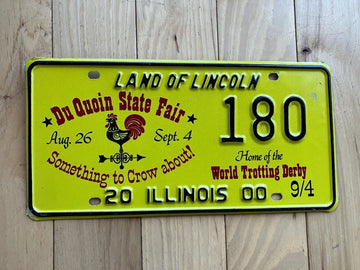 LAND OF LINCOLN
Du Quoin State Fair
Aug. 26 Sept. 4
Something to Crow about!
180
Home of the
World Trotting Derby
9/4
20 ILLINOIS 00